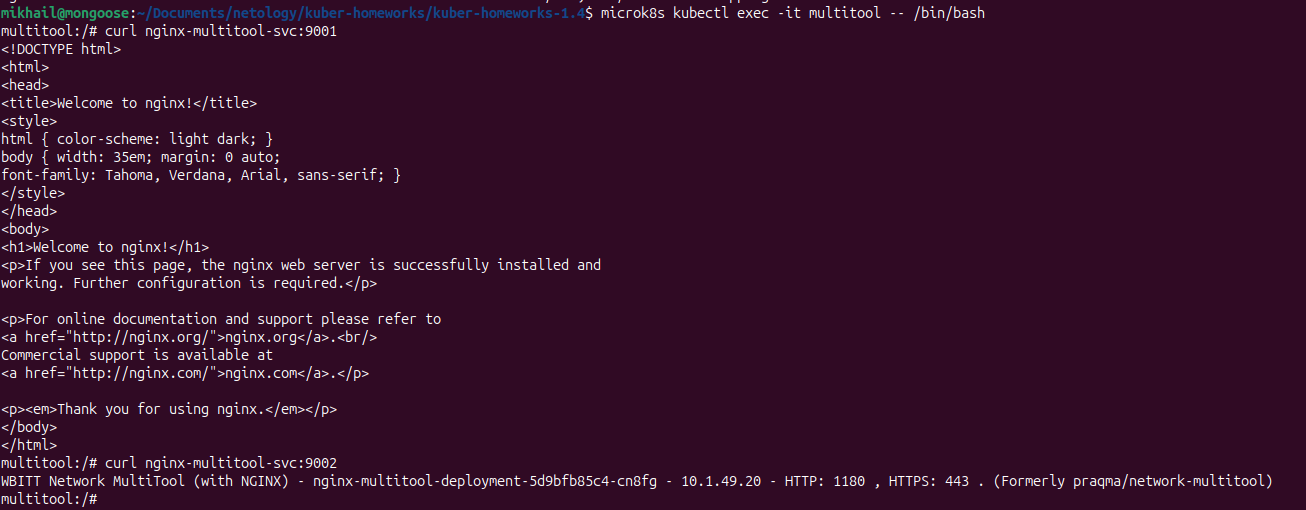 mikhail@mongoose:~/Documents/netology/kuber-homeworks/kuber-homeworks-1.4$ microk8s kubectl exec -it multitool -- /bin/bash
multitool:/# curl nginx-multitool-svc:9001
<!DOCTYPE html>
<html>
<head>
<title>Welcome to nginx!</title>
<style>
html { color-scheme: light dark; }
body { width: 35em; margin: 0 auto;
font-family: Tahoma, Verdana, Arial, sans-serif; }
</style>
</head>
<body>
<h1>Welcome to nginx!</h1>
<p>If you see this page, the nginx web server is successfully installed and
working. Further configuration is required.</p>

<p>For online documentation and support please refer to
<a href="http://nginx.org/">nginx.org</a>.<br/>
Commercial support is available at
<a href="http://nginx.com/">nginx.com</a>.</p>

<p><em>Thank you for using nginx.</em></p>
</body>
</html>
multitool:/# curl nginx-multitool-svc:9002
WBITT Network MultiTool (with NGINX) - nginx-multitool-deployment-5d9bfb85c4-cn8fg - 10.1.49.20 - HTTP: 1180 , HTTPS: 443 . (Formerly praqma/network-multitool)
multitool:/#